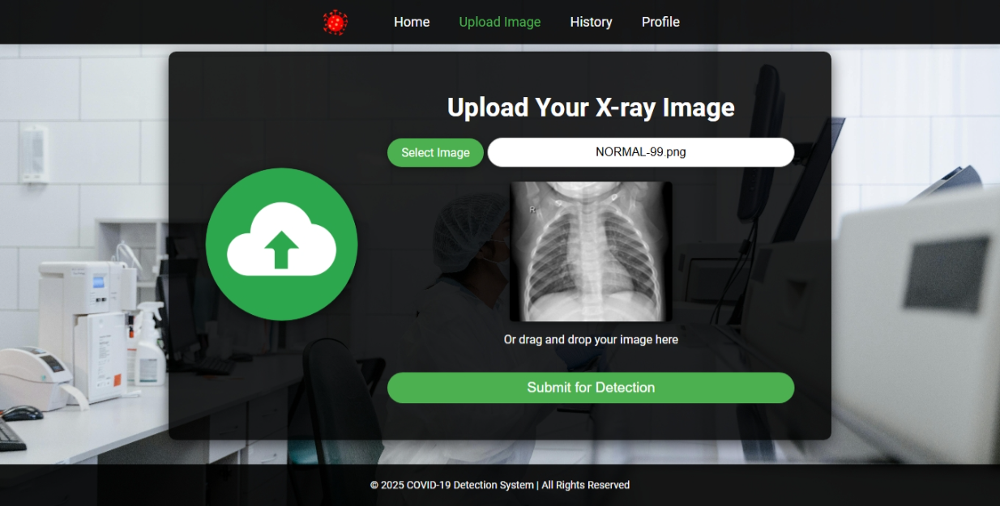 Home Upload Image History Profile
Upload Your X-ray Image
Select Image NORMAL-99.png
R
Or drag and drop your image here
Submit for Detection
© 2025 COVID-19 Detection System | All Rights Reserved